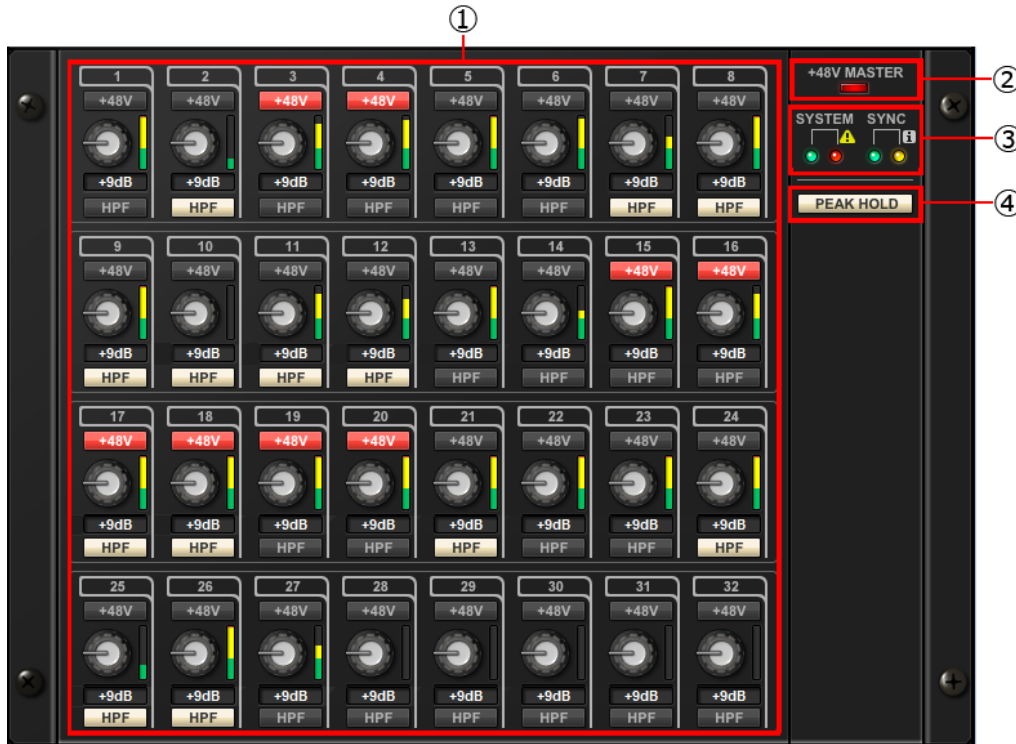 ①
1 2 3 4 5 6 7 8
+48V +48V +48V +48V +48V +48V +48V +48V
+9dB +9dB +9dB +9dB +9dB +9dB +9dB +9dB
HPF HPF HPF HPF HPF HPF HPF HPF
9 10 11 12 13 14 15 16
+48V +48V +48V +48V +48V +48V +48V +48V
+9dB +9dB +9dB +9dB +9dB +9dB +9dB +9dB
HPF HPF HPF HPF HPF HPF HPF HPF
17 18 19 20 21 22 23 24
+48V +48V +48V +48V +48V +48V +48V +48V
+9dB +9dB +9dB +9dB +9dB +9dB +9dB +9dB
HPF HPF HPF HPF HPF HPF HPF HPF
25 26 27 28 29 30 31 32
+48V +48V +48V +48V +48V +48V +48V +48V
+9dB +9dB +9dB +9dB +9dB +9dB +9dB +9dB
HPF HPF HPF HPF HPF HPF HPF HPF
+48V MASTER
②
SYSTEM SYNC
③
PEAK HOLD
④